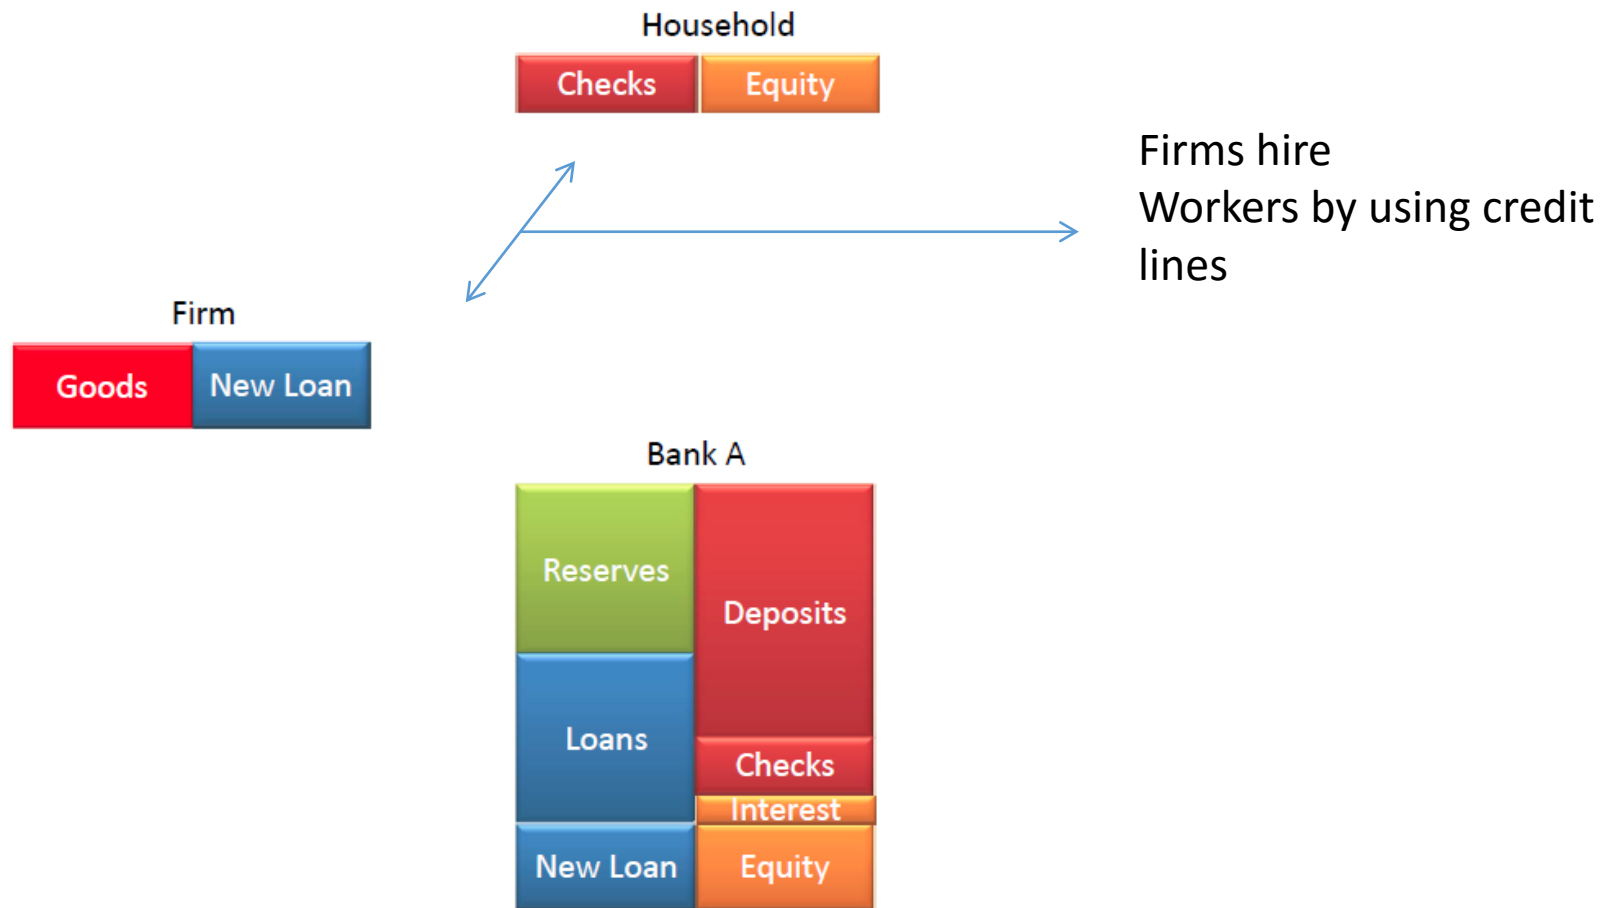 Household
Checks Equity
Firms hire
Workers by using credit
lines
Firm
Goods New Loan
Bank A
Reserves
Deposits
Loans
Checks
Interest
New Loan Equity